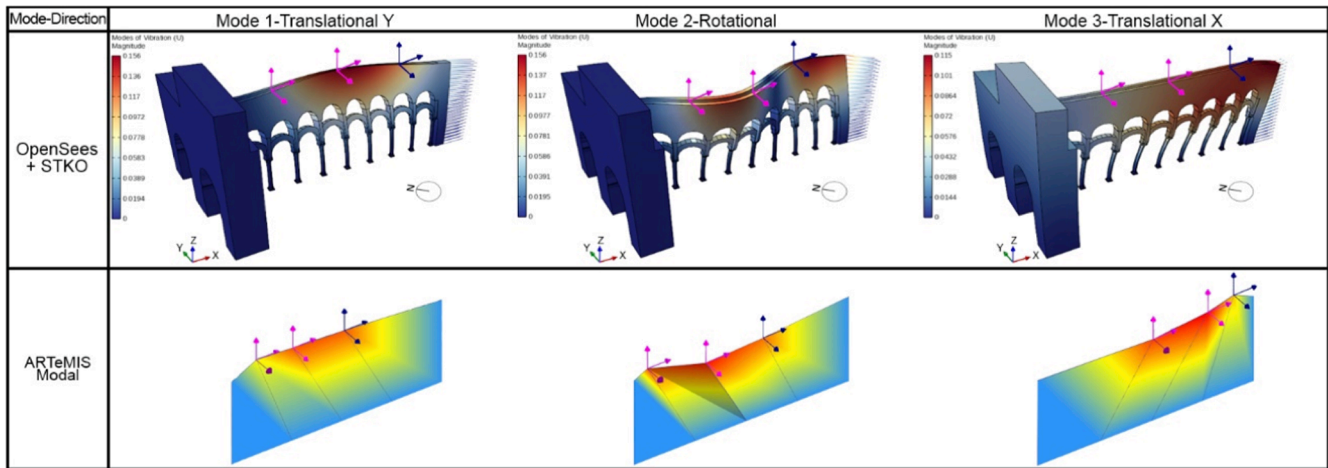 Mode-Direction
Mode 1-Translational Y
Mode 2-Rotational
Mode 3-Translational X
OpenSees
+ STKO
Modes of Vibration (U)
Magnitude
0.156
0.136
0.117
0.0972
0.0778
0.0583
0.0389
0.0194
0
N
Z
Y
X
Modes of Vibration (U)
Magnitude
0.156
0.137
0.117
0.0977
0.0781
0.0586
0.0391
0.0195
0
N
Z
Y
X
Modes of Vibration (U)
Magnitude
0.115
0.101
0.0864
0.072
0.0576
0.0432
0.0288
0.0144
0
N
Z
Y
X
ARTeMIS
Modal